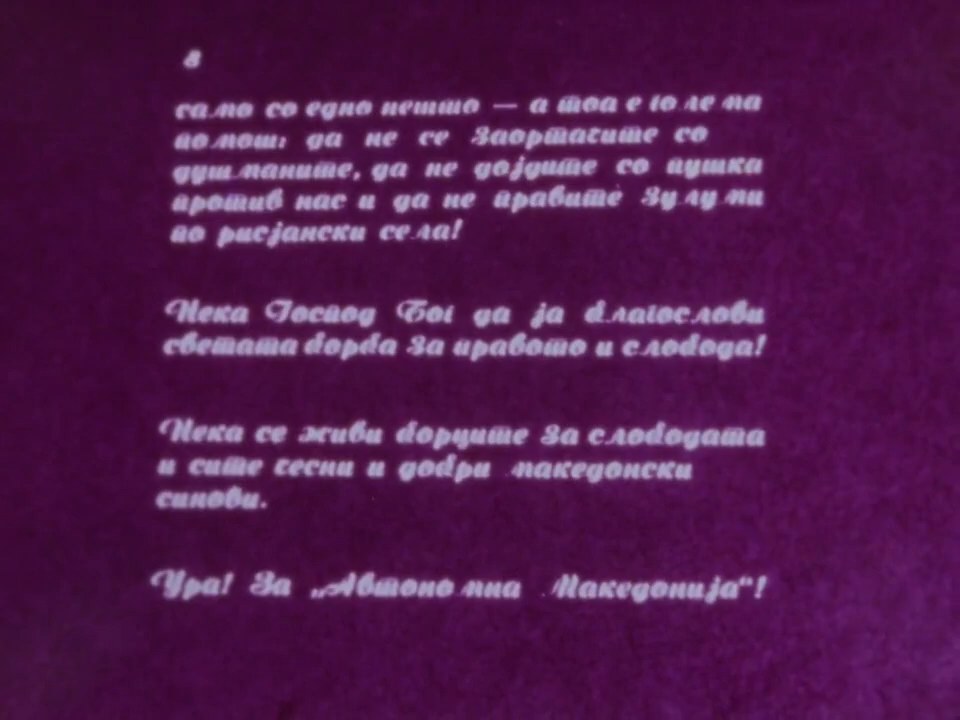 8
само со едно нешто — а тоа е голема
помош: да не се заортачите со
душманите, да не дојдите со пушка
против нас и да не правите зулуми
по рисјански села!
Нека Господ Бог да ја благослови
светата борба за правото и слобода!
Нека се живи борците за слободата
и сите чесни и добри македонски
синови.
Ура! За „Автономна Македонија“!